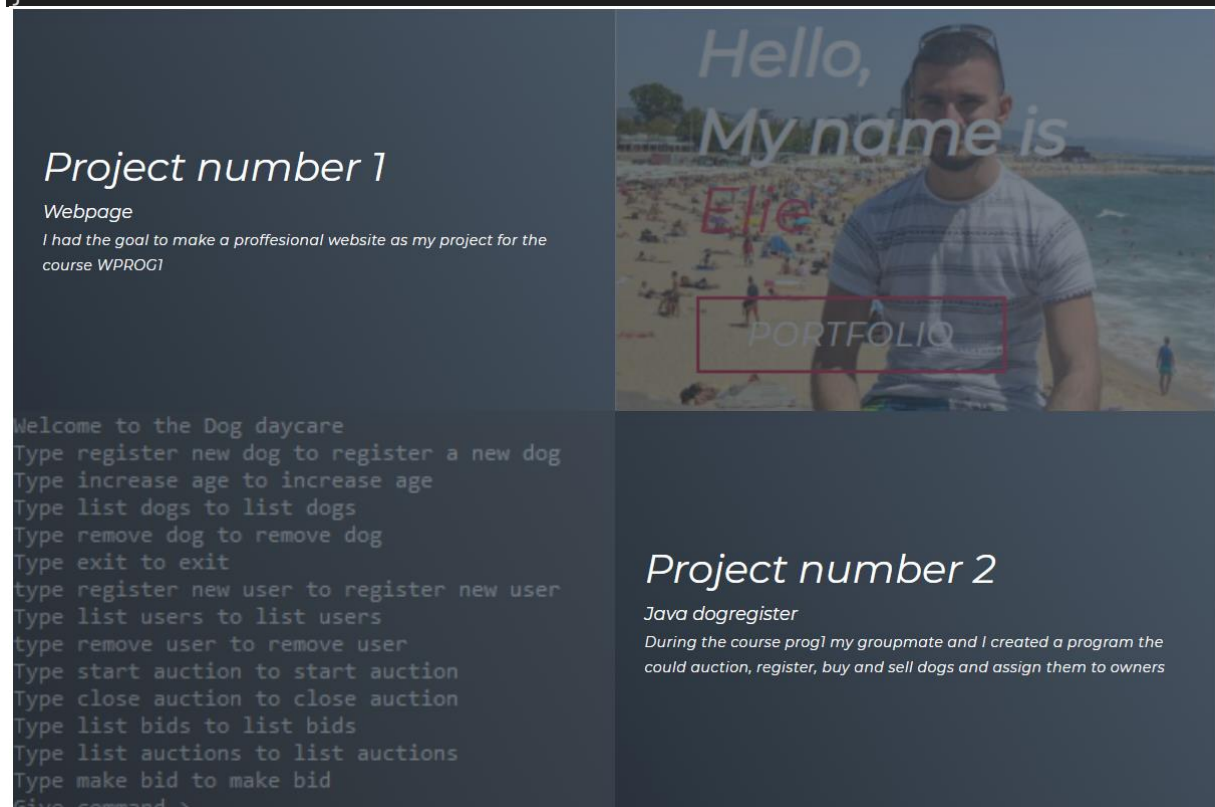 Project number 1
Webpage
I had the goal to make a proffesional website as my project for the
course WPROG1
Hello,
My name is
Elie
PORTFOLIO
Welcome to the Dog daycare
Type register new dog to register a new dog
Type increase age to increase age
Type list dogs to list dogs
Type remove dog to remove dog
Type exit to exit
type register new user to register new user
Type list users to list users
type remove user to remove user
Type start auction to start auction
Type close auction to close auction
Type list bids to list bids
Type list auctions to list auctions
Type make bid to make bid
Give command >
Project number 2
Java dogregister
During the course prog1 my groupmate and I created a program the
could auction, register, buy and sell dogs and assign them to owners